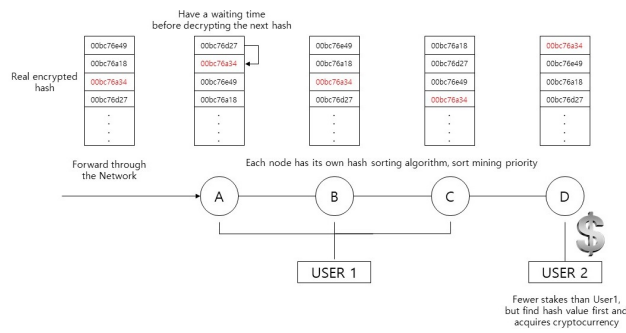 Have a waiting time
before decrypting the next hash
Real encrypted
hash
00bc76e49
00bc76a18
00bc76a34
00bc76d27
00bc76d27
00bc76a34
00bc76e49
00bc76a18
00bc76e49
00bc76a18
00bc76a34
00bc76d27
00bc76a18
00bc76d27
00bc76e49
00bc76a34
00bc76a34
00bc76e49
00bc76a18
00bc76d27
Forward through
the Network
Each node has its own hash sorting algorithm, sort mining priority
A
B
C
D
$
USER 1
USER 2
Fewer stakes than User1,
but find hash value first and
acquires cryptocurrency